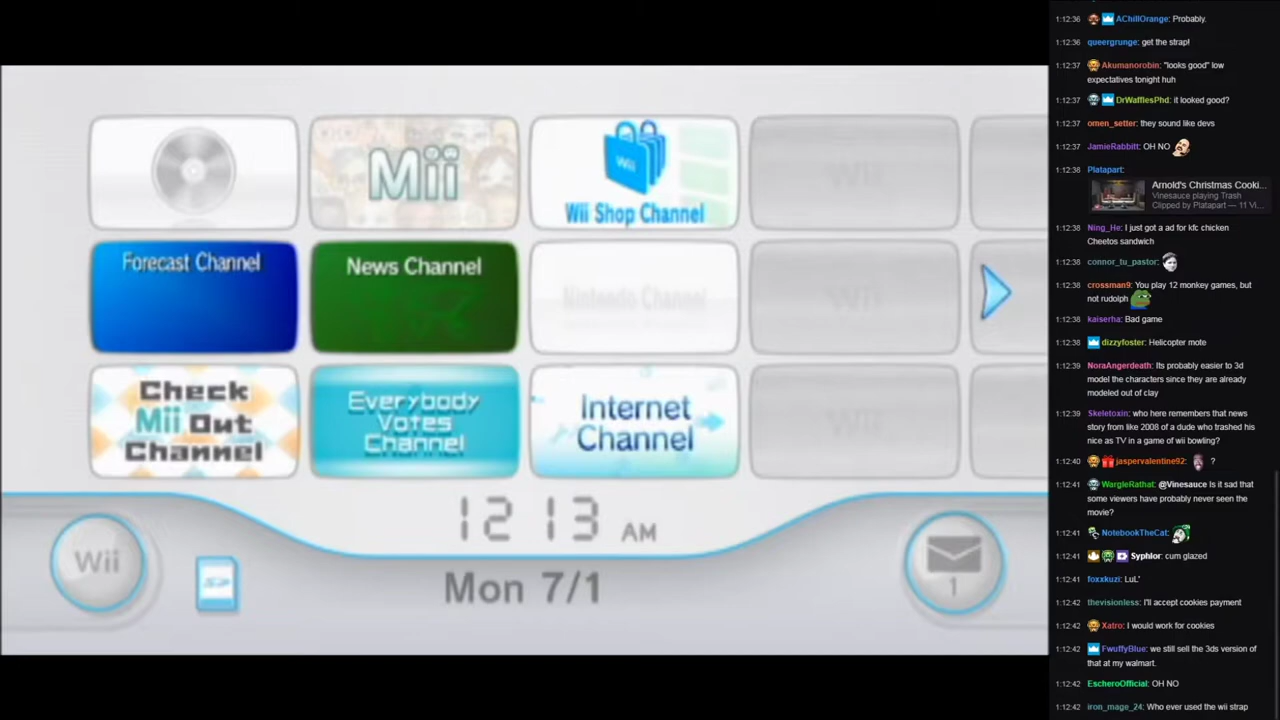 Mii
Wii
Wii Shop Channel
Forecast Channel
News Channel
Nintendo Channel
Check
Mii Out
Channel
Everybody
Votes
Channel
Internet
Channel
12 13 AM
Mon 7/1
Wii
1
1:12:36 AChillOrange: Probably.
1:12:36 queergrunge: get the strap!
1:12:37 Akumanorobin: "looks good" low
expectatives tonight huh
1:12:37 DrWafflesPhd: it looked good?
1:12:37 omen_setter: they sound like devs
1:12:37 JamieRabbitt: OH NO
1:12:38 Platapart:
Arnold's Christmas Cooki...
Vinesauce playing Trash
Clipped by Platapart — 11 Vi...
1:12:38 Ning_He: I just got a ad for kfc chicken
Cheetos sandwich
1:12:38 connor_tu_pastor:
1:12:38 crossman9: You play 12 monkey games, but
not rudolph
1:12:38 kaiserha: Bad game
1:12:38 dizzyfoster: Helicopter mote
1:12:39 NoraAngerdeath: Its probably easier to 3d
model the characters since they are already
modeled out of clay
1:12:39 Skeletoxin: who here remembers that news
story from like 2008 of a dude who trashed his
nice as TV in a game of wii bowling?
1:12:40 jaspervalentine92: ?
1:12:41 WargleRathat: @Vinesauce Is it sad that
some viewers have probably never seen the
movie?
1:12:41 NotebookTheCat:
1:12:41 Syphlor: cum glazed
1:12:41 foxxkuzi: LuL'
1:12:42 thevisionless: I'll accept cookies payment
1:12:42 Xatro: I would work for cookies
1:12:42 FwuffyBlue: we still sell the 3ds version of
that at my walmart.
1:12:42 EscheroOfficial: OH NO
1:12:42 iron_mage_24: Who ever used the wii strap